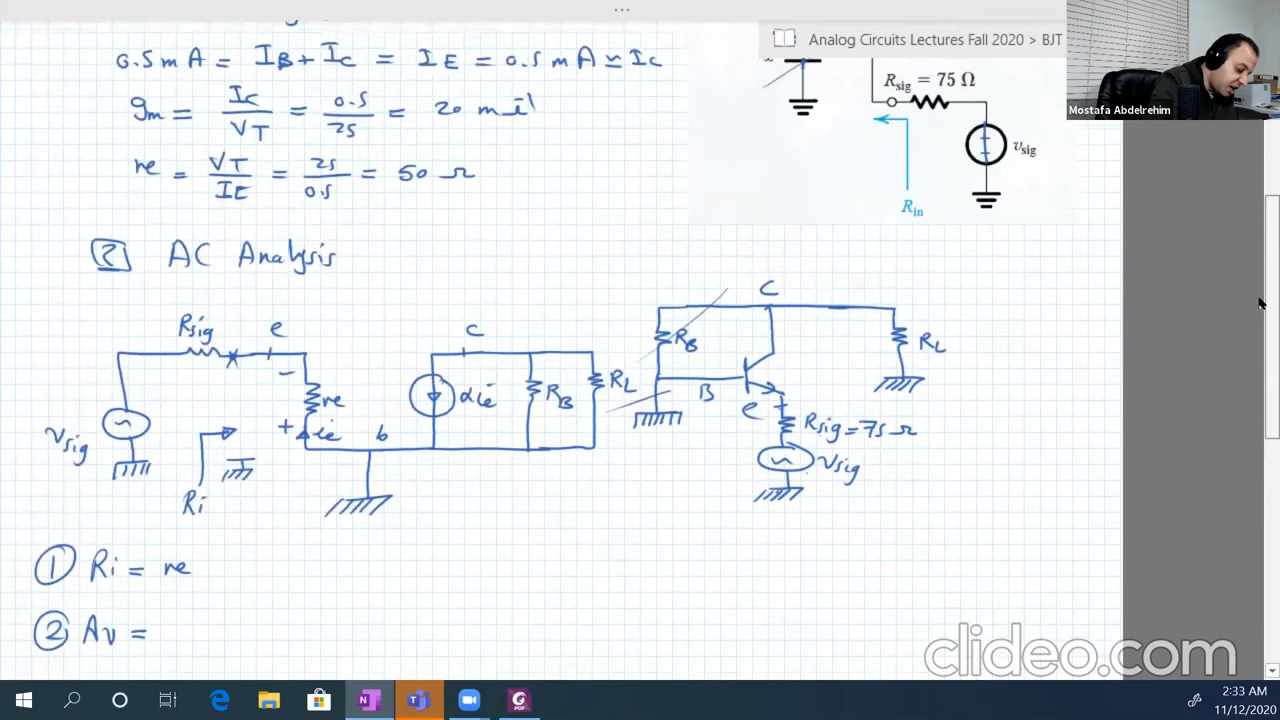 0.5 m A = IB + IC = IE = 0.5 m A ≃ IC
gm = IC / VT = 0.5 / 25 = 20 m
re = VT / IE = 25 / 0.5 = 50 Ω
Analog Circuits Lectures Fall 2020 > BJT
Rsig = 75 Ω
υsig
Rin
Mostafa Abdelrehim
2 AC Analysis
Rsig
e
−
re
+
ie
b
Vsig
Ri
c
αie
RB
RL
C
RB
RL
B
e
Rsig = 75 Ω
Vsig
① Ri = re
② Av =
clideo.com
2:33 AM
11/12/2020